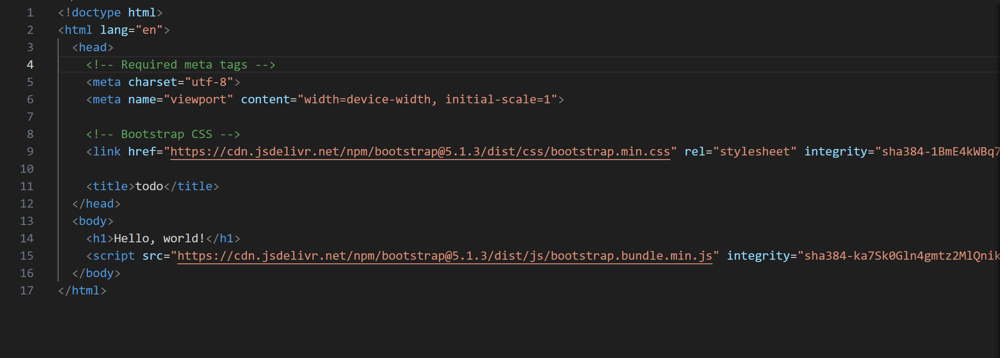 1 <!doctype html>
2 <html lang="en">
3 <head>
4 <!-- Required meta tags -->
5 <meta charset="utf-8">
6 <meta name="viewport" content="width=device-width, initial-scale=1">
7
8 <!-- Bootstrap CSS -->
9 <link href="https://cdn.jsdelivr.net/npm/bootstrap@5.1.3/dist/css/bootstrap.min.css" rel="stylesheet" integrity="sha384-1BmE4kWBq7
10
11 <title>todo</title>
12 </head>
13 <body>
14 <h1>Hello, world!</h1>
15 <script src="https://cdn.jsdelivr.net/npm/bootstrap@5.1.3/dist/js/bootstrap.bundle.min.js" integrity="sha384-ka7Sk0Gln4gmtz2MlQnik
16 </body>
17 </html>